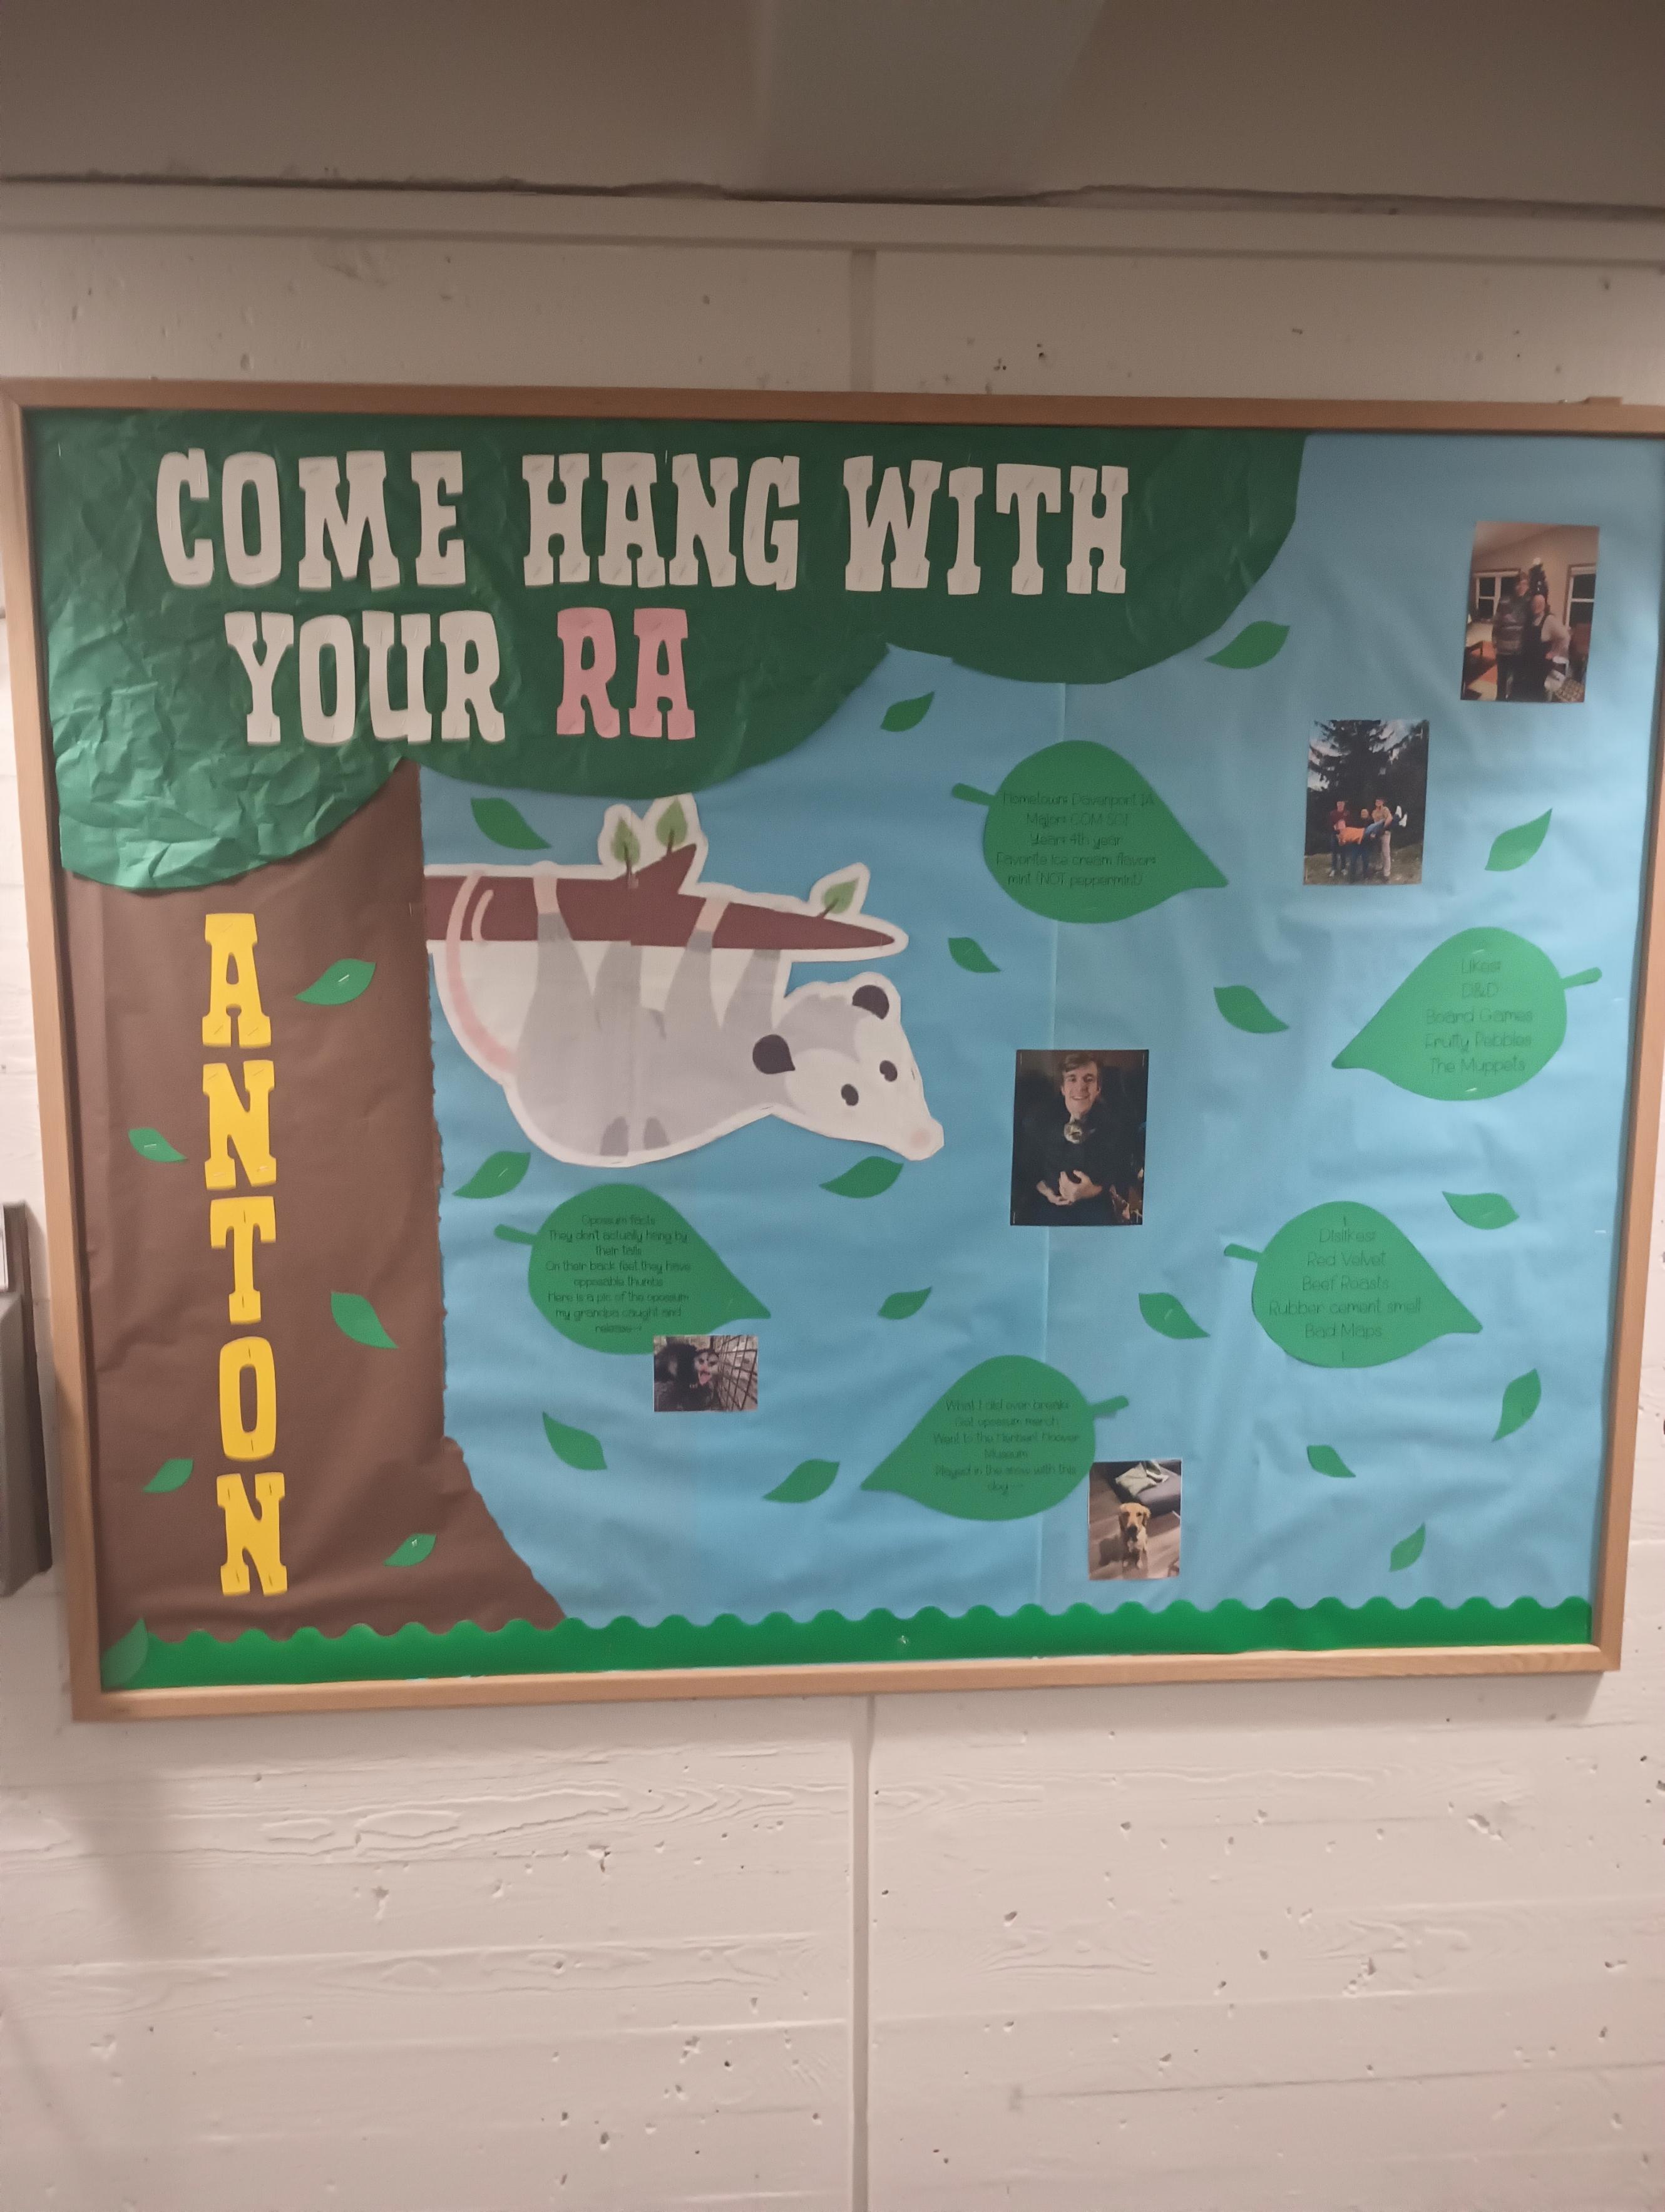 COME HANG WITH
YOUR RA
ANTON
Hometown: Davenport IA
Major: COM SCI
Year: 4th year
Favorite ice cream flavor:
mint (NOT peppermint)
Likes:
D&D
Board Games
Fruity Pebbles
The Muppets
Opossum facts
They don't actually hang by
their tails
On their back feet they have
opposable thumbs
Here is a pic of the opossum
my grandpa caught and
release
Dislikes:
Red Velvet
Beef Roasts
Rubber cement smell
Bad Maps
What I did over break:
Got opossum merch
Went to the Herbert Hoover
Museum
Played in the snow with this
dog